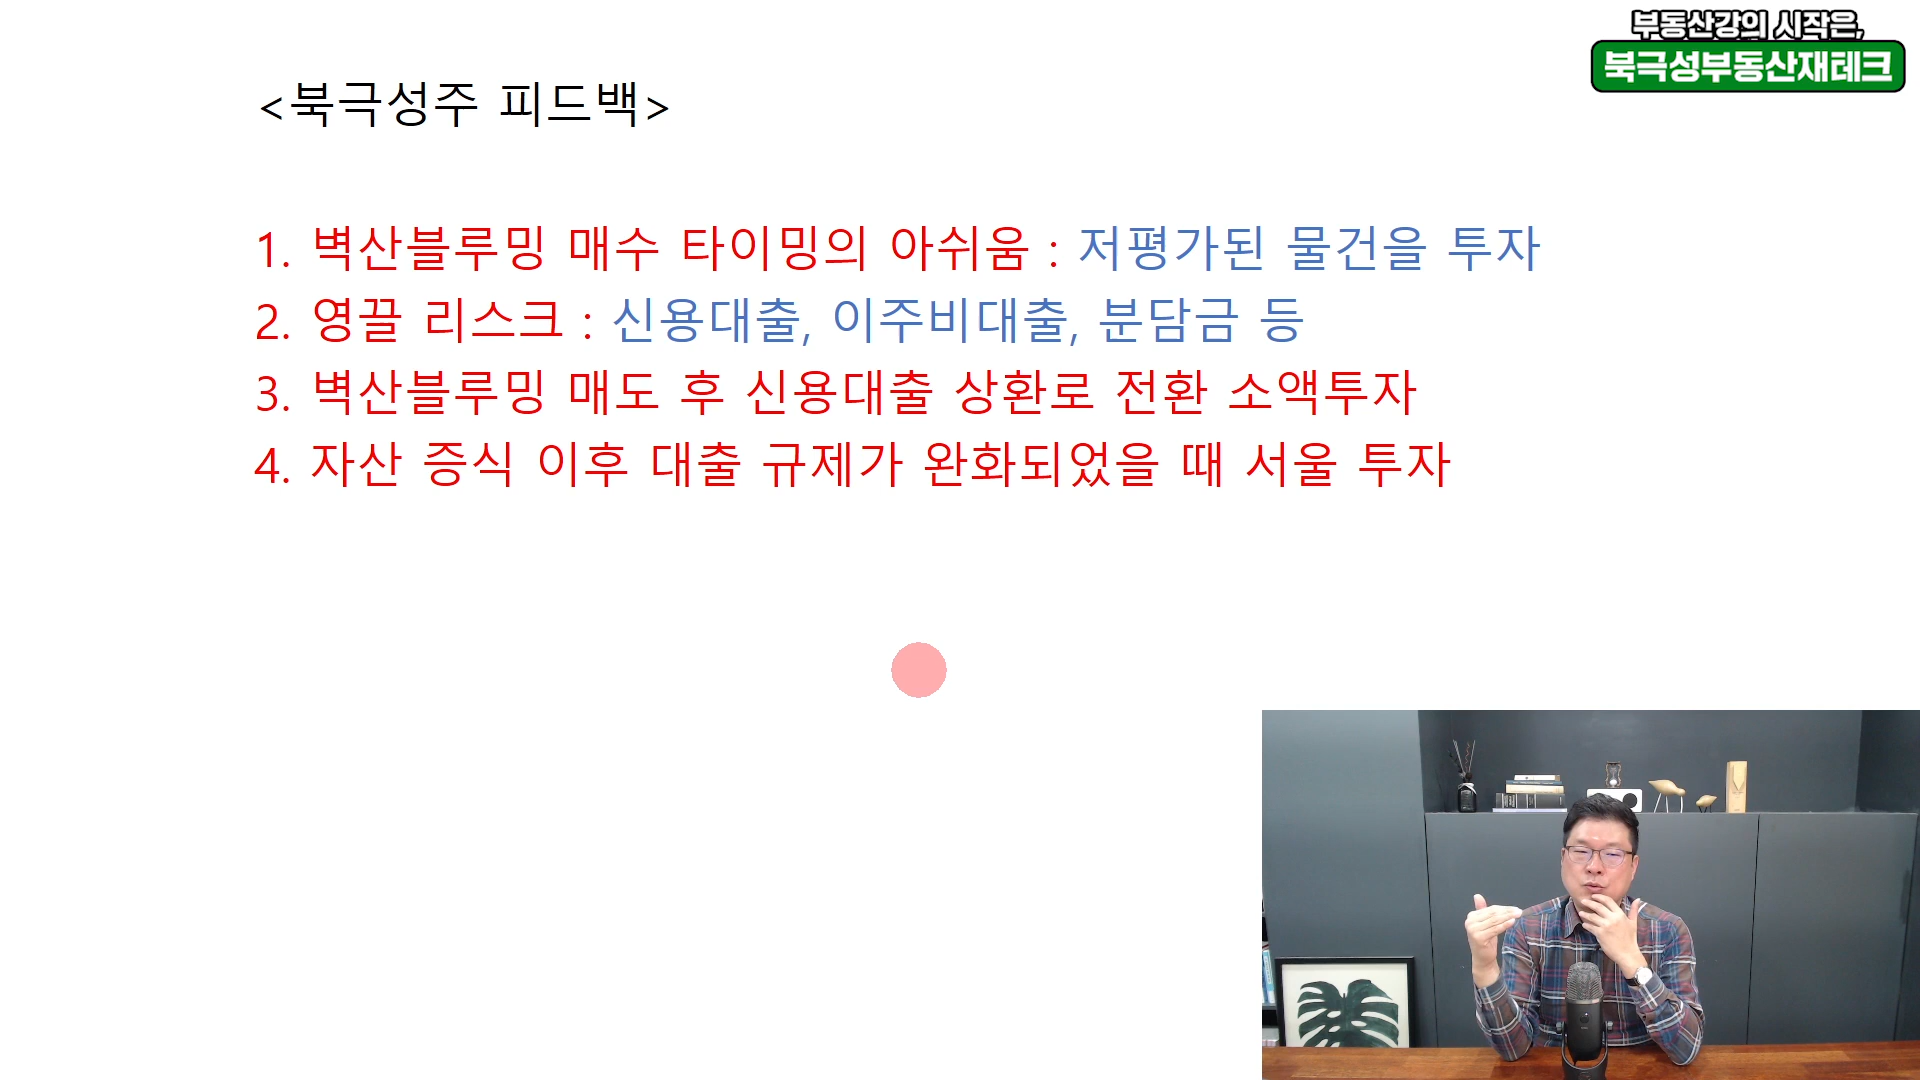 부동산강의 시작은,
북극성부동산재테크
<북극성주 피드백>
1. 벽산블루밍 매수 타이밍의 아쉬움 : 저평가된 물건을 투자
2. 영끌 리스크 : 신용대출, 이주비대출, 분담금 등
3. 벽산블루밍 매도 후 신용대출 상환로 전환 소액투자
4. 자산 증식 이후 대출 규제가 완화되었을 때 서울 투자